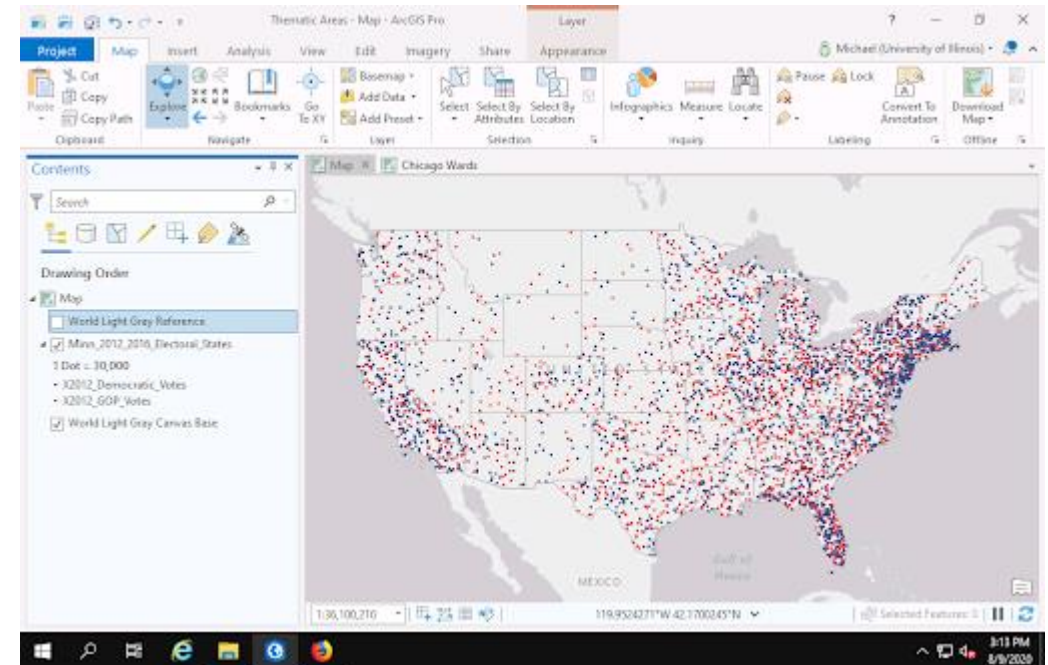 Thematic Areas - Map - ArcGIS Pro
Layer
?
Project Map Insert Analysis View Edit Imagery Share Appearance
Michael (University of Illinois)
Cut
Copy
Copy Path
Paste
Clipboard
Explore
Bookmarks
Go To XY
Navigate
Basemap
Add Data
Add Preset
Layer
Select
Select By Attributes
Select By Location
Selection
Infographics
Measure
Locate
Inquiry
Pause
Lock
Convert To Annotation
Labeling
Download Map
Offline
Contents
Search
Drawing Order
Map
World Light Gray Reference
Minn_2012_2016_Electoral_States
1 Dot = 30,000
X2012_Democratic_Votes
X2012_GOP_Votes
World Light Gray Canvas Base
Map
Chicago Wards
UNITED STATES
MEXICO
Gulf of
Mexico
1:36,100,210
119.9524271°W 42.1700245°N
Selected Features: 0
3:13 PM
8/9/2020